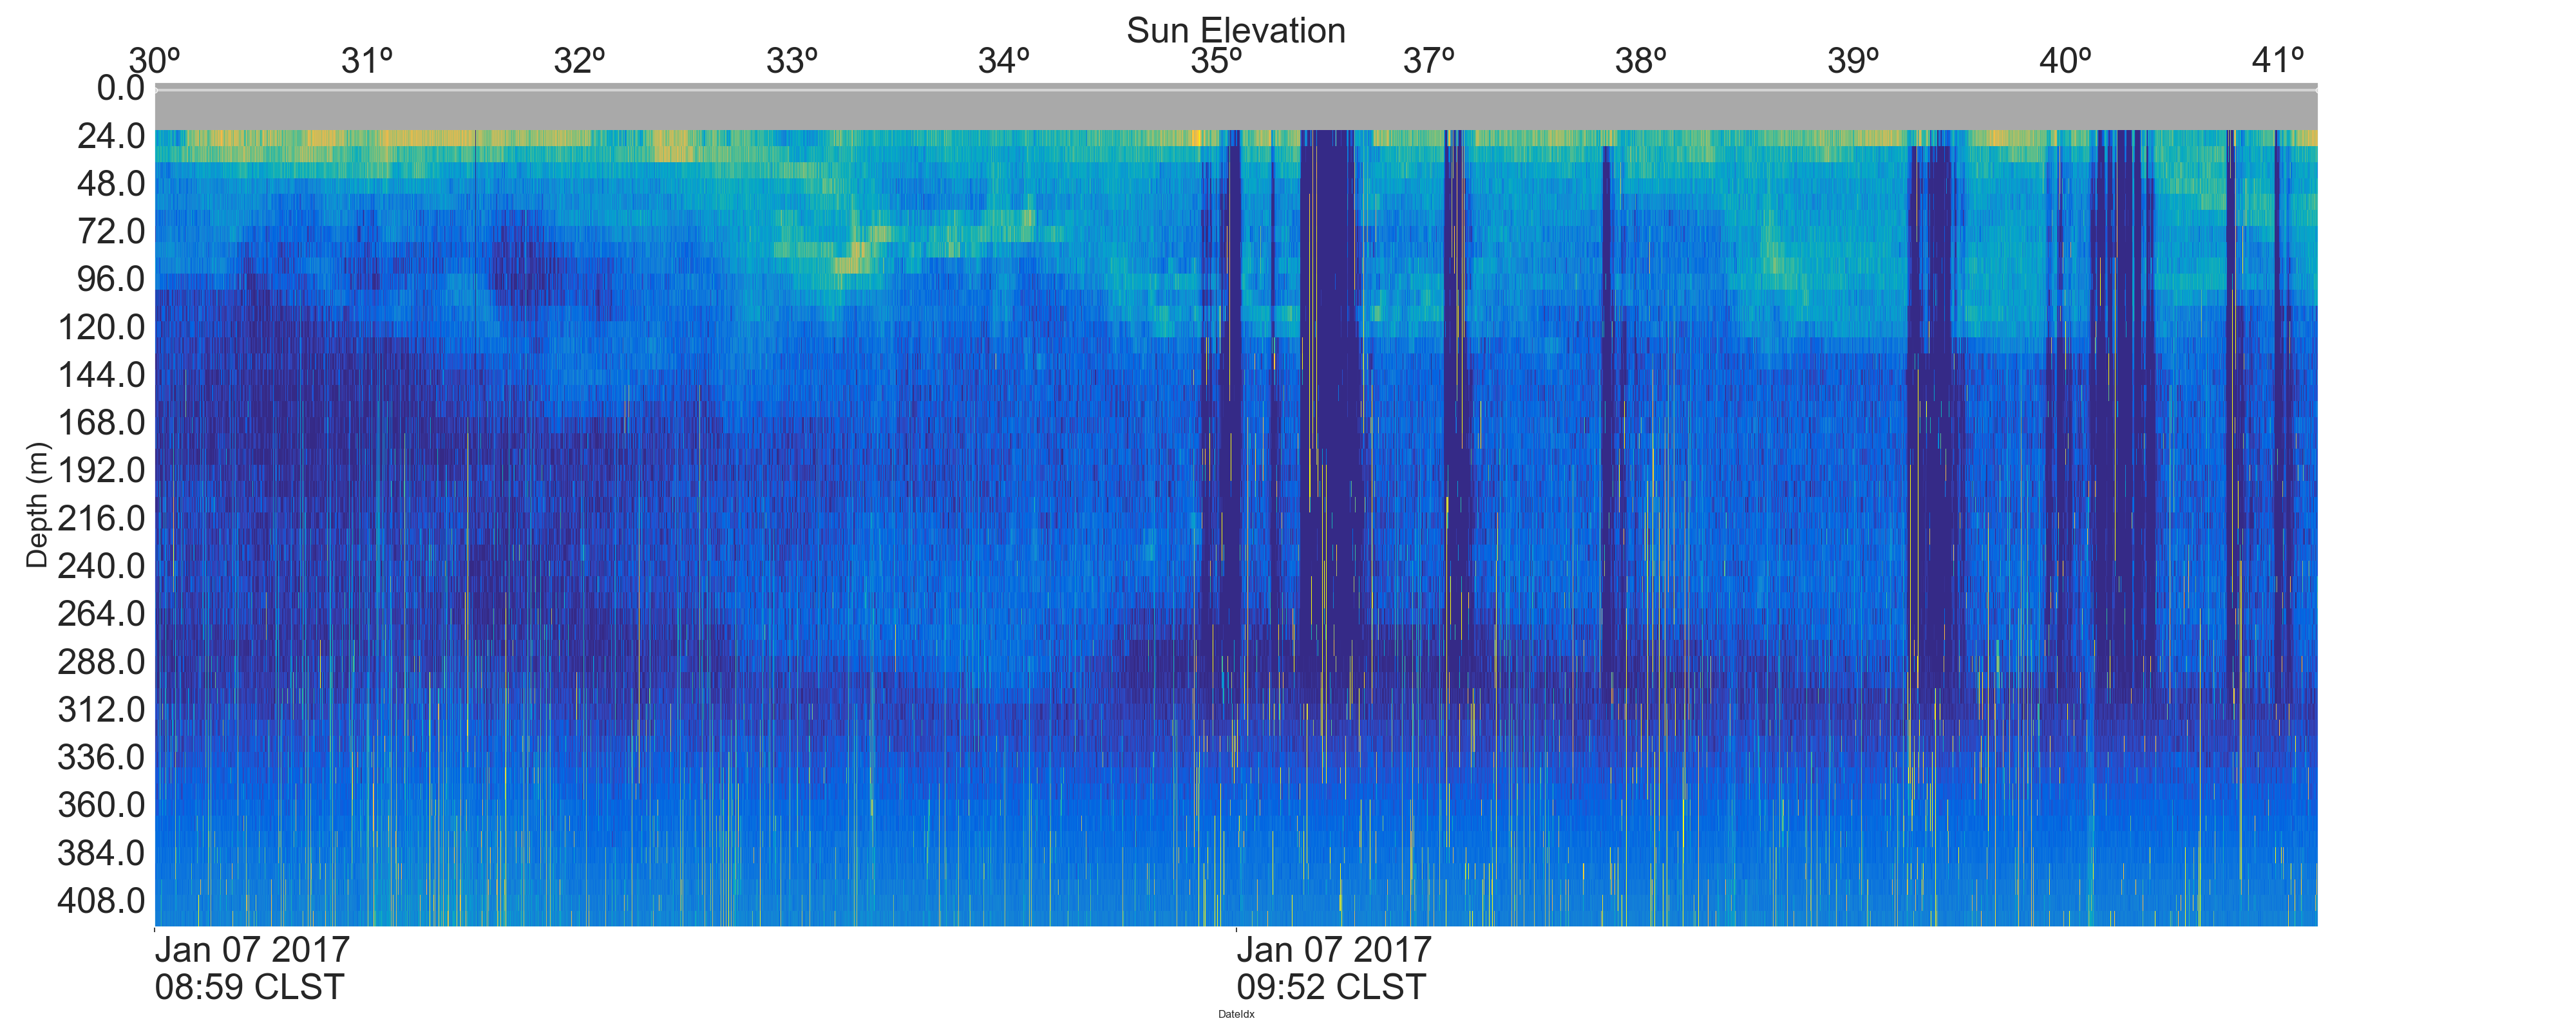 Sun Elevation
30º 31º 32º 33º 34º 35º 37º 38º 39º 40º 41º
0.0
24.0
48.0
72.0
96.0
120.0
144.0
168.0
192.0
216.0
240.0
264.0
288.0
312.0
336.0
360.0
384.0
408.0
Depth (m)
Jan 07 2017
08:59 CLST
Jan 07 2017
09:52 CLST
DateIdx